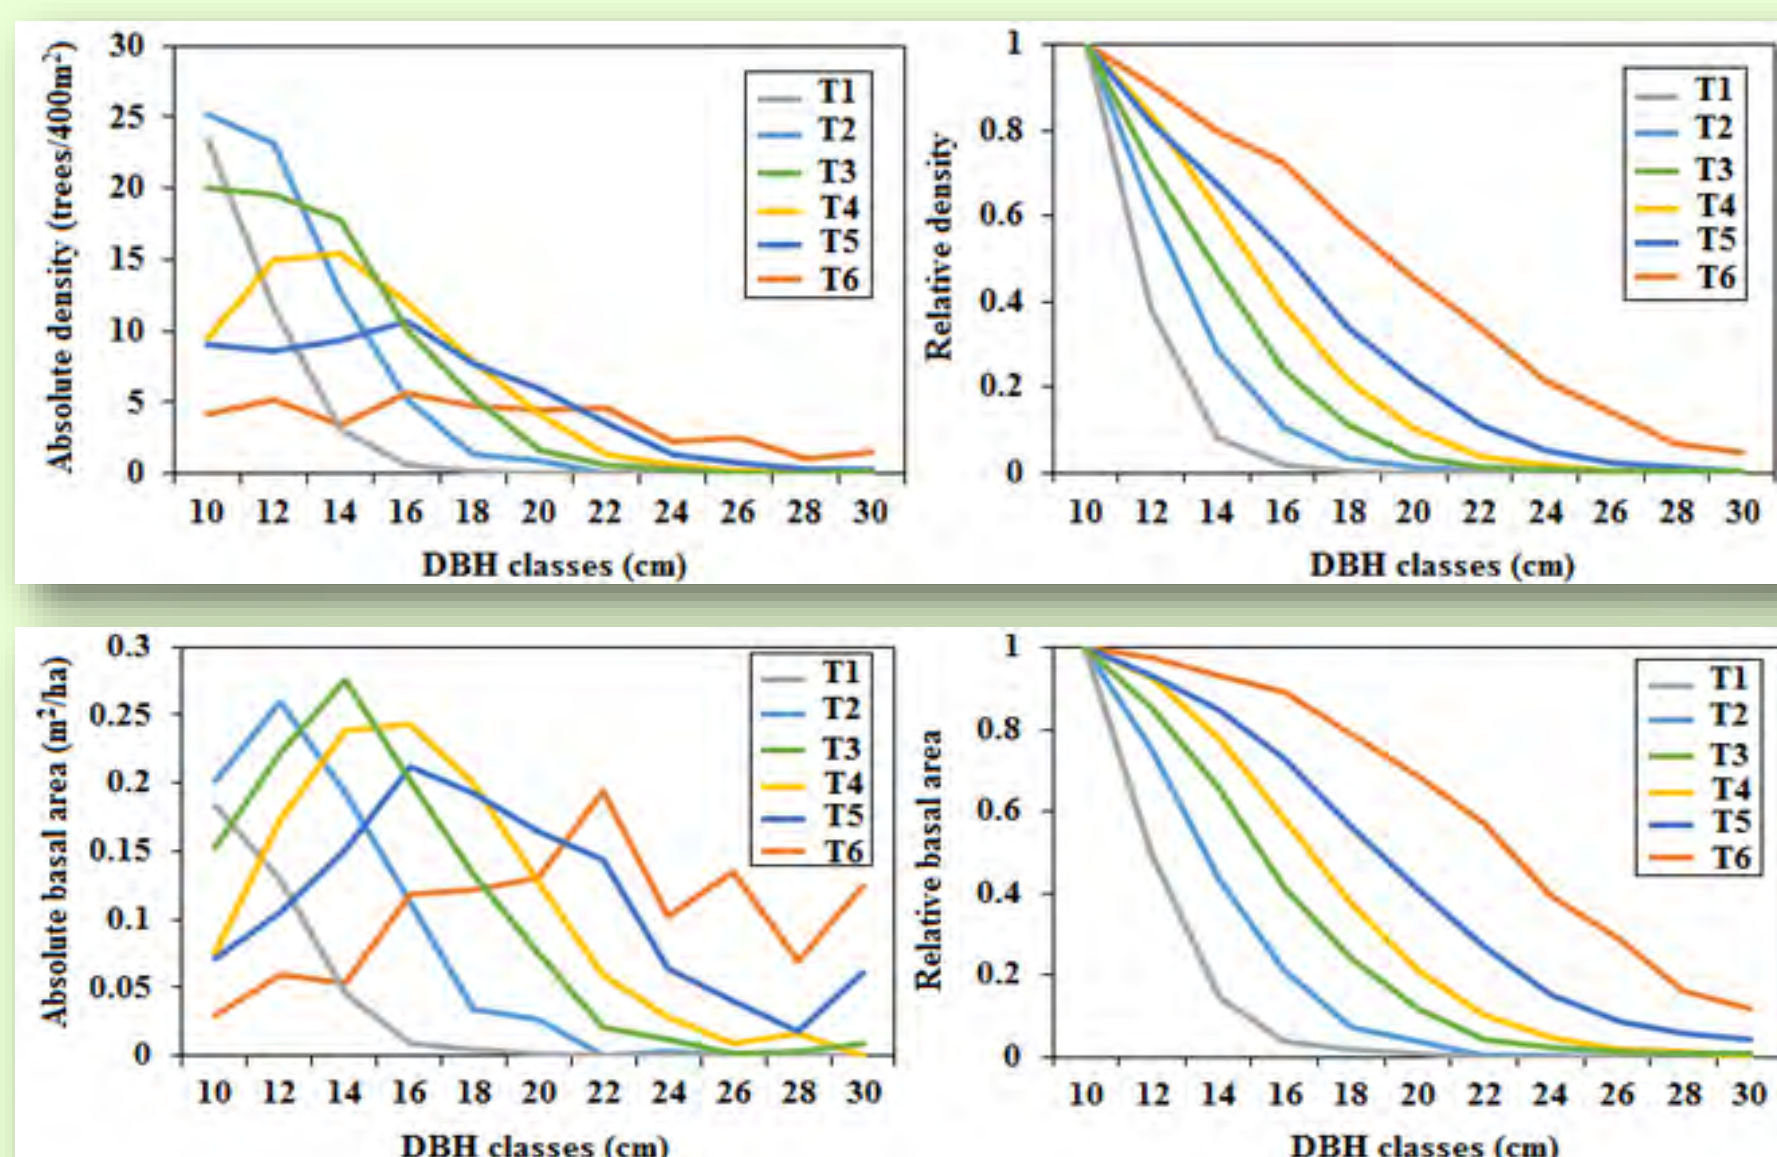 Absolute density (trees/400m²)
30
25
20
15
10
5
0
10 12 14 16 18 20 22 24 26 28 30
DBH classes (cm)
T1
T2
T3
T4
T5
T6
Relative density
1
0.8
0.6
0.4
0.2
0
10 12 14 16 18 20 22 24 26 28 30
DBH classes (cm)
T1
T2
T3
T4
T5
T6
Absolute basal area (m²/ha)
0.3
0.25
0.2
0.15
0.1
0.05
0
10 12 14 16 18 20 22 24 26 28 30
DBH classes (cm)
T1
T2
T3
T4
T5
T6
Relative basal area
1
0.8
0.6
0.4
0.2
0
10 12 14 16 18 20 22 24 26 28 30
DBH classes (cm)
T1
T2
T3
T4
T5
T6